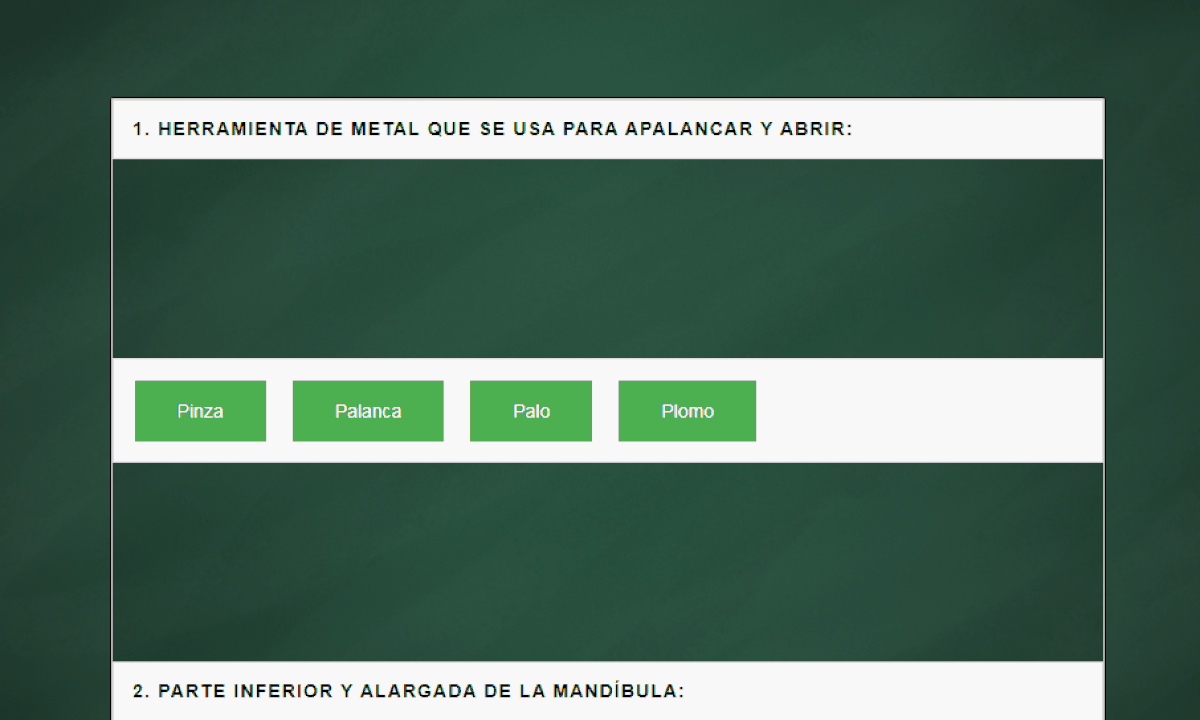 1. HERRAMIENTA DE METAL QUE SE USA PARA APALANCAR Y ABRIR:
Pinza Palanca Palo Plomo
2. PARTE INFERIOR Y ALARGADA DE LA MANDÍBULA: